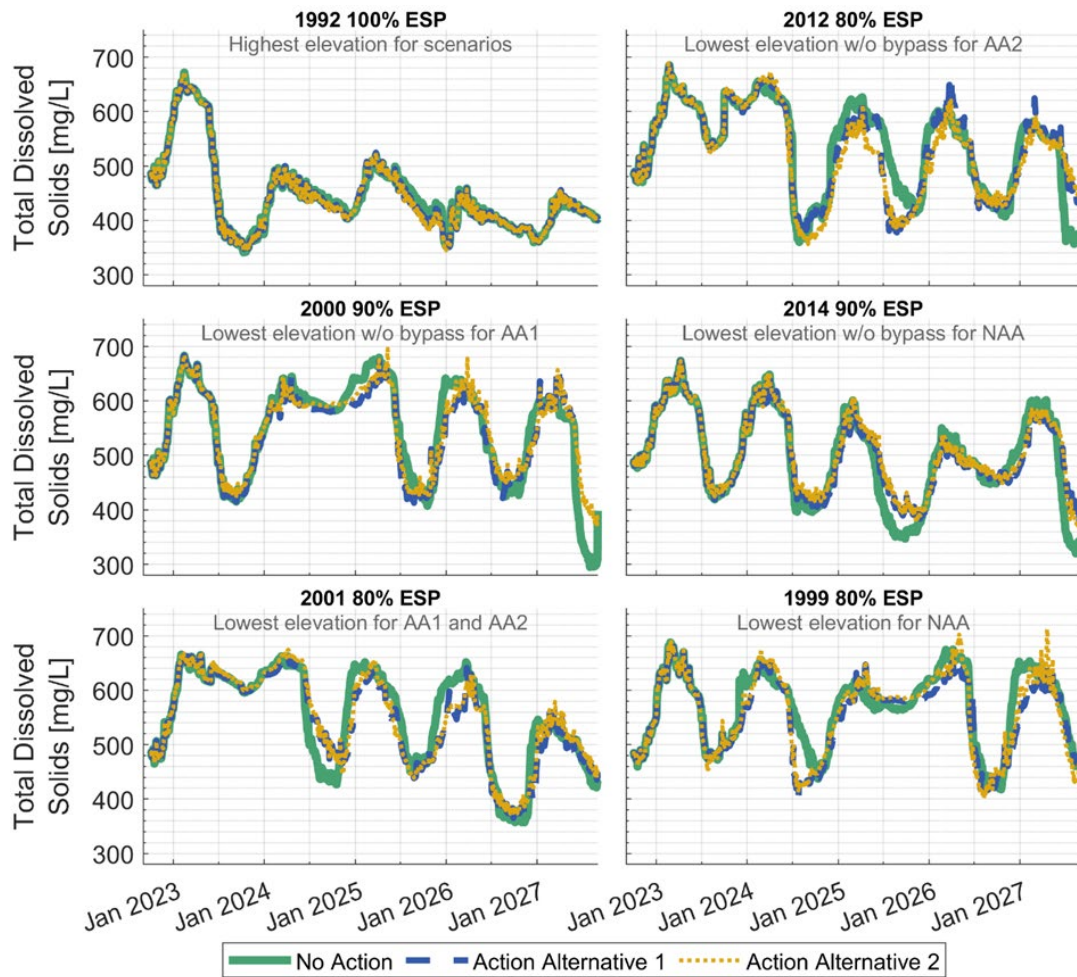 1992 100% ESP
Highest elevation for scenarios
2012 80% ESP
Lowest elevation w/o bypass for AA2
Total Dissolved
Solids [mg/L]
700
600
500
400
300
2000 90% ESP
Lowest elevation w/o bypass for AA1
2014 90% ESP
Lowest elevation w/o bypass for NAA
Total Dissolved
Solids [mg/L]
700
600
500
400
300
2001 80% ESP
Lowest elevation for AA1 and AA2
1999 80% ESP
Lowest elevation for NAA
Total Dissolved
Solids [mg/L]
700
600
500
400
300
Jan 2023 Jan 2024 Jan 2025 Jan 2026 Jan 2027
Jan 2023 Jan 2024 Jan 2025 Jan 2026 Jan 2027
No Action Action Alternative 1 Action Alternative 2